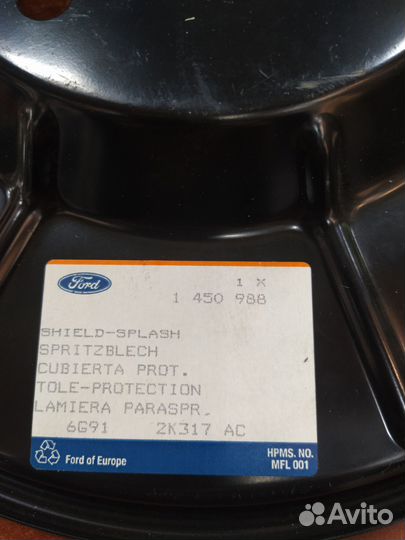 Ford
1 X
1 450 988
SHIELD-SPLASH
SPRITZBLECH
CUBIERTA PROT.
TOLE-PROTECTION
LAMIERA PARASPR.
6G91 2K317 AC
Ford of Europe
HPMS. NO.
MFL 001
Avito